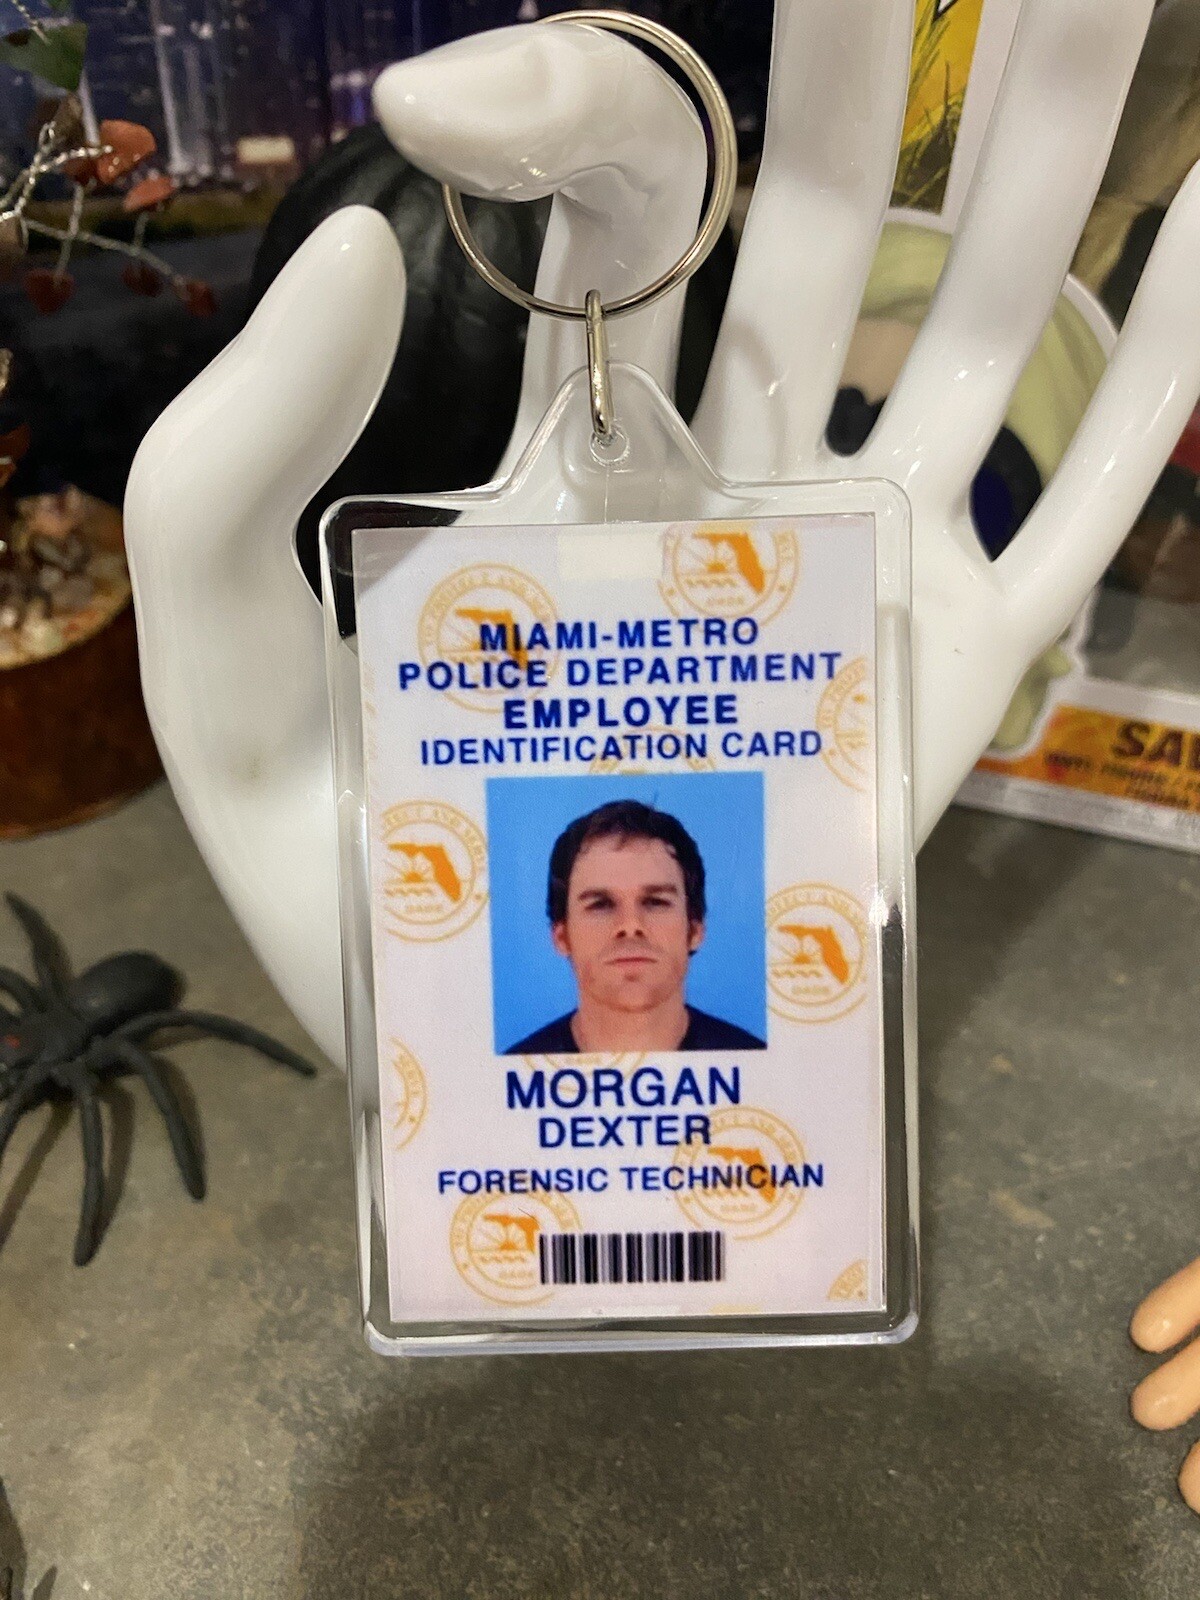 MIAMI-METRO
POLICE DEPARTMENT
EMPLOYEE
IDENTIFICATION CARD
MORGAN
DEXTER
FORENSIC TECHNICIAN